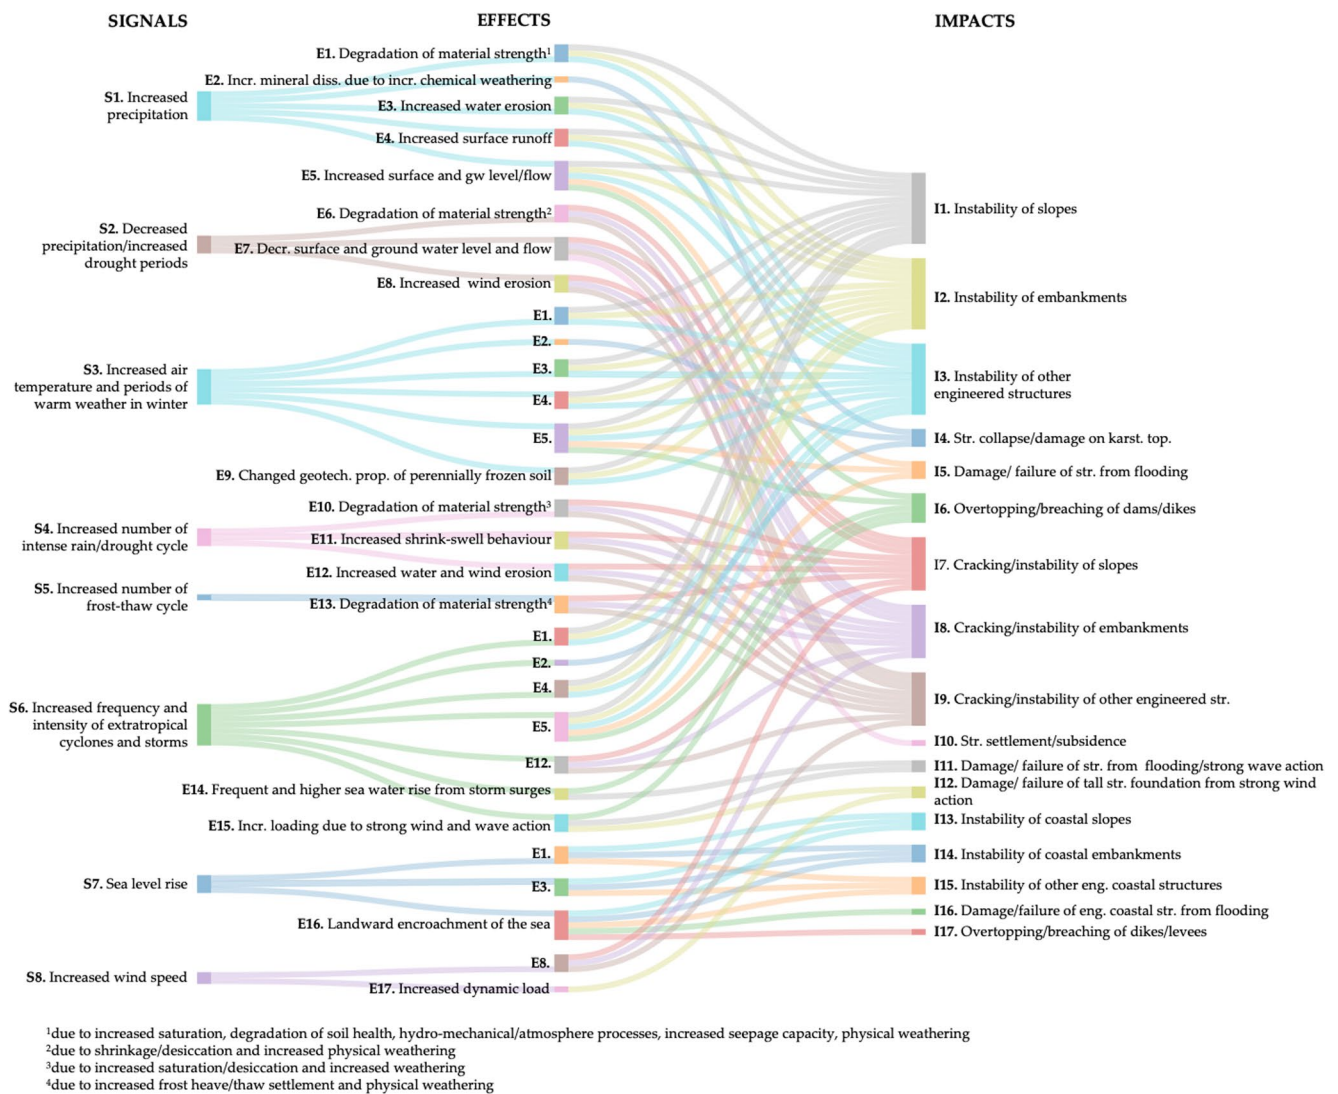 SIGNALS
EFFECTS
IMPACTS
S1. Increased
precipitation
S2. Decreased
precipitation/increased
drought periods
S3. Increased air
temperature and periods of
warm weather in winter
S4. Increased number of
intense rain/drought cycle
S5. Increased number of
frost-thaw cycle
S6. Increased frequency and
intensity of extratropical
cyclones and storms
S7. Sea level rise
S8. Increased wind speed
E1. Degradation of material strength¹
E2. Incr. mineral diss. due to incr. chemical weathering
E3. Increased water erosion
E4. Increased surface runoff
E5. Increased surface and gw level/flow
E6. Degradation of material strength²
E7. Decr. surface and ground water level and flow
E8. Increased wind erosion
E1.
E2.
E3.
E4.
E5.
E9. Changed geotech. prop. of perennially frozen soil
E10. Degradation of material strength³
E11. Increased shrink-swell behaviour
E12. Increased water and wind erosion
E13. Degradation of material strength⁴
E1.
E2.
E4.
E5.
E12.
E14. Frequent and higher sea water rise from storm surges
E15. Incr. loading due to strong wind and wave action
E1.
E3.
E16. Landward encroachment of the sea
E8.
E17. Increased dynamic load
I1. Instability of slopes
I2. Instability of embankments
I3. Instability of other
engineered structures
I4. Str. collapse/damage on karst. top.
I5. Damage/ failure of str. from flooding
I6. Overtopping/breaching of dams/dikes
I7. Cracking/instability of slopes
I8. Cracking/instability of embankments
I9. Cracking/instability of other engineered str.
I10. Str. settlement/subsidence
I11. Damage/ failure of str. from flooding/strong wave action
I12. Damage/ failure of tall str. foundation from strong wind
action
I13. Instability of coastal slopes
I14. Instability of coastal embankments
I15. Instability of other eng. coastal structures
I16. Damage/failure of eng. coastal str. from flooding
I17. Overtopping/breaching of dikes/levees
¹due to increased saturation, degradation of soil health, hydro-mechanical/atmosphere processes, increased seepage capacity, physical weathering
²due to shrinkage/desiccation and increased physical weathering
³due to increased saturation/desiccation and increased weathering
⁴due to increased frost heave/thaw settlement and physical weathering